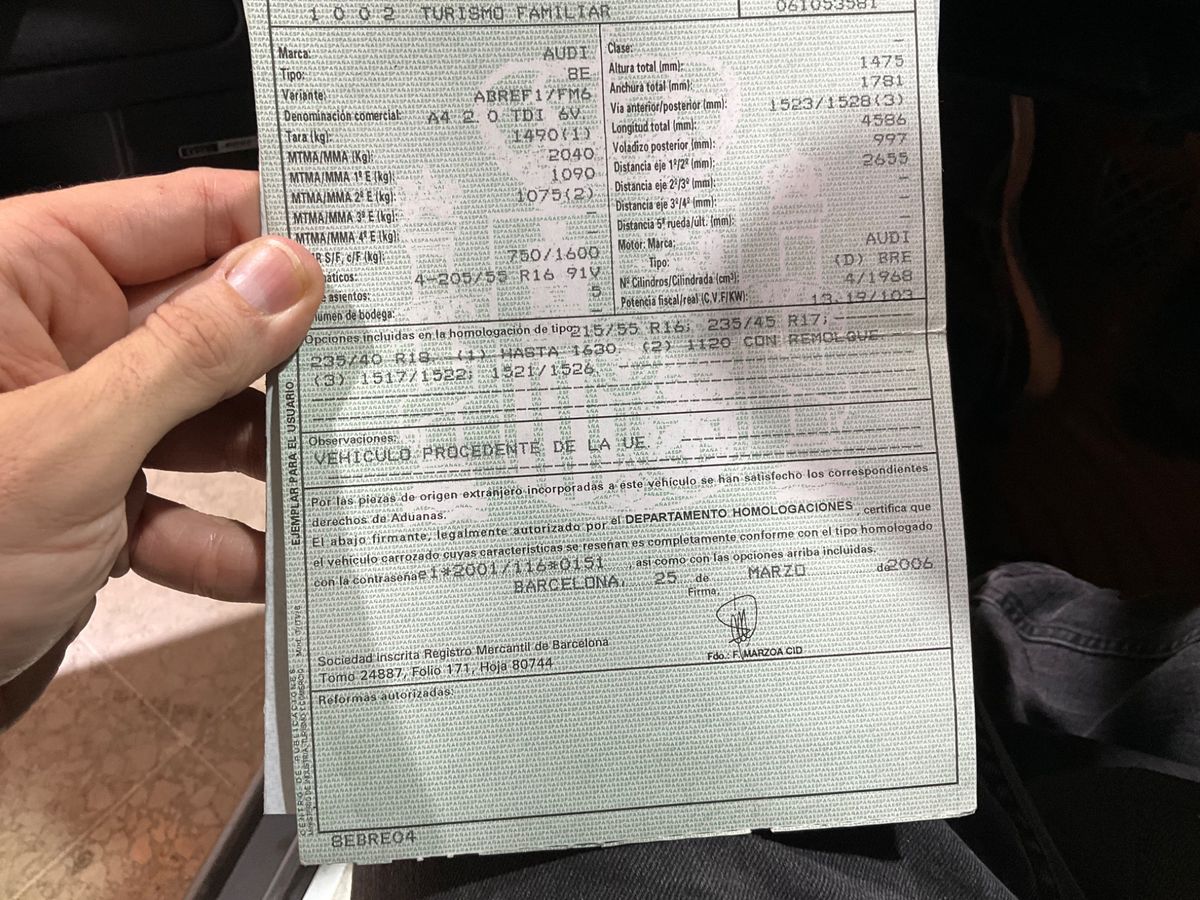 1002 TURISMO FAMILIAR
061053581
Marca: AUDI
Tipo: 8E
Variante: ABREF1/FM6
Denominación comercial: A4 2.0 TDI 6V.
Tara (kg): 1490(1)
MTMA/MMA (Kg): 2040
MTMA/MMA 1º E (kg): 1090
MTMA/MMA 2º E (kg): 1075(2)
MTMA/MMA 3º E (kg): –
MTMA/MMA 4º E (kg): –
S/F, c/F (kg): 750/1600
4-205/55 R16 91V
asientos: 5
de bodega: –
Clase: –
Altura total (mm): 1475
Anchura total (mm): 1781
Vía anterior/posterior (mm): 1523/1528(3)
Longitud total (mm): 4586
Voladizo posterior (mm): 997
Distancia eje 1º/2º (mm): 2655
Distancia eje 2º/3º (mm): –
Distancia eje 3º/4º (mm): –
Distancia 5ª rueda/últ. (mm): –
Motor: Marca: AUDI
Tipo: (D) BRE
Nº Cilindros/Cilindrada (cm³): 4/1968
Potencia fiscal/real (C.V.F/KW): 13.19/103
Opciones incluidas en la homologación de tipo 215/55 R16; 235/45 R17;
235/40 R18. (1) HASTA 1630. (2) 1120 CON REMOLQUE.
(3) 1517/1522; 1521/1526.
Observaciones:
VEHICULO PROCEDENTE DE LA UE
Por las piezas de origen extranjero incorporadas a este vehículo se han satisfecho los correspondientes
derechos de Aduanas.
El abajo firmante, legalmente autorizado por el DEPARTAMENTO HOMOLOGACIONES, certifica que
el vehículo carrozado cuyas características se reseñan es completamente conforme con el tipo homologado
con la contraseña e1*2001/116*0151, así como con las opciones arriba incluidas.
BARCELONA, 25 de MARZO de 2006
Firma,
Fdo.: F. MARZOA CID
Sociedad Inscrita Registro Mercantil de Barcelona
Tomo 24887, Folio 171, Hoja 80744
Reformas autorizadas:
EJEMPLAR PARA EL USUARIO
8EBRE04